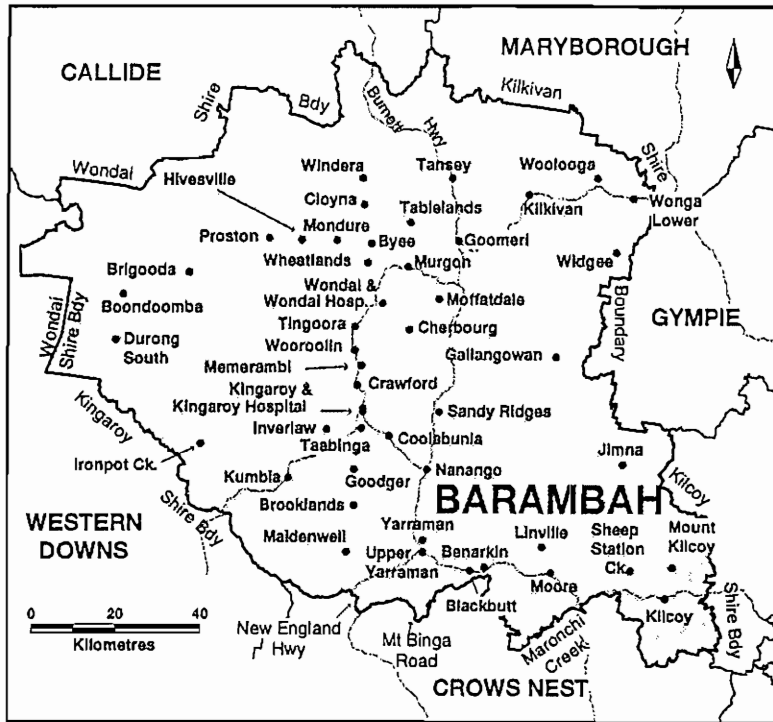 MARYBOROUGH
CALLIDE
Kilkivan
Shire
Bdy
Burnett
Hwy
Shire
Wondai
Hivesville
Windera
Tansey
Woolooga
Cloyna
Tablelands
Kilkivan
Wonga
Lower
Proston
Mondure
Byee
Goomeri
Wheatlands
Murgon
Widgee
Brigooda
Wondai &
Wondai Hosp.
Moffatdale
Boondoomba
Wondai
Shire Bdy
Boundary
GYMPIE
Tingoora
Cherbourg
Durong
South
Wooroolin
Gallangowan
Memerambi
Crawford
Kingaroy &
Kingaroy Hospital
Sandy Ridges
Kingaroy
Inverlaw
Taabinga
Coolabunia
Ironpot Ck.
Jimna
Kilcoy
Kumbia
Goodger
Nanango
BARAMBAH
Shire Bdy
Brooklands
WESTERN
DOWNS
Yarraman
Linville
Sheep
Station
Ck.
Mount
Kilcoy
Maidenwell
Upper
Yarraman
Benarkin
Moore
Shire Bdy
Blackbutt
Kilcoy
0 20 40
Kilometres
New England
Hwy
Mt Binga
Road
Maronchi
Creek
CROWS NEST